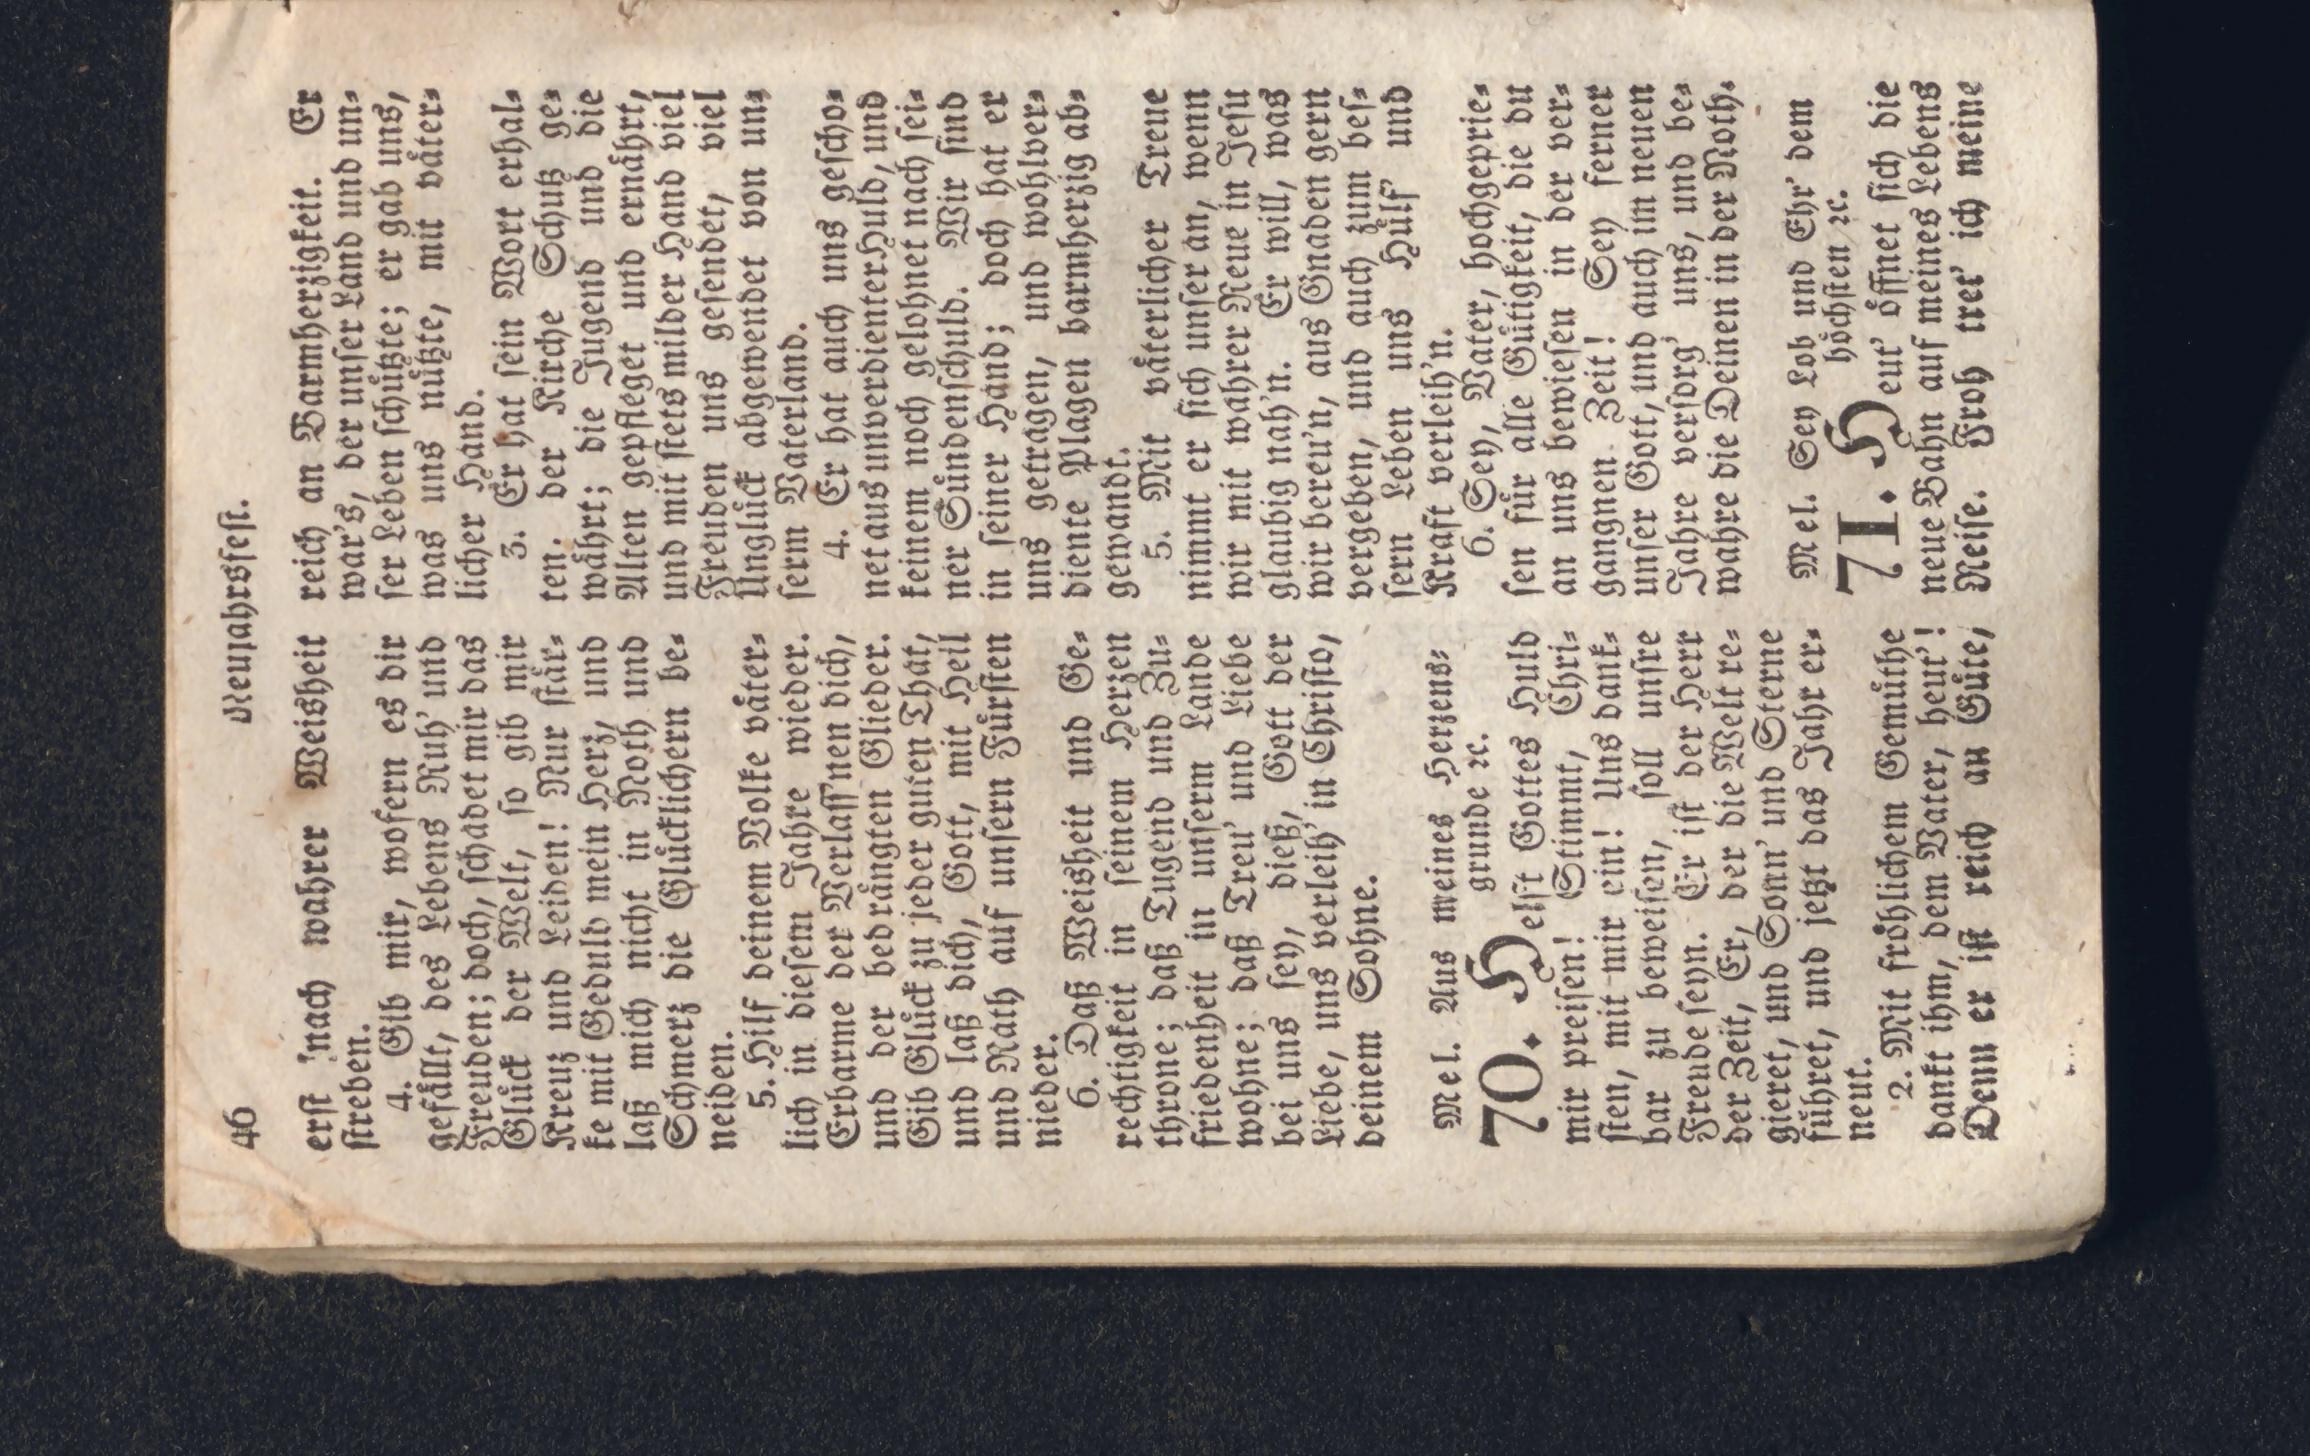 46
Neujahrsfest.
erst nach wahrer Weisheit
streben.
4. Gib mir, wofern es dir
gefällt, des Lebens Ruh' und
Freuden; doch, schadet mir das
Glück der Welt, so gib mir
Kreuz und Leiden! Nur stär-
ke mit Geduld mein Herz, und
laß mich nicht in Noth und
Schmerz die Glücklichern be-
neiden.
5. Hilf deinem Volke väter-
lich in diesem Jahre wieder.
Erbarme der Verlass'nen dich,
und der bedrängten Glieder.
Gib Glück zu jeder guten That,
und laß dich, Gott, mit Heil
und Rath auf unsern Fürsten
nieder.
6. Daß Weisheit und Ge-
rechtigkeit in seinem Herzen
throne; daß Tugend und Zu-
friedenheit in unserm Lande
wohne; daß Treu' und Liebe
bei uns sey, dieß, Gott der
Liebe, uns verleih' in Christo,
deinem Sohne.
Mel. Aus meines Herzens-
grunde ꝛc.
70. Helft Gottes Huld
mir preisen! Stimmt, Chri-
sten, mit mir ein! Uns dank-
bar zu beweisen, soll unsre
Freude seyn. Er ist der Herr
der Zeit, Er, der die Welt re-
gieret, und Sonn' und Sterne
führet, und jetzt das Jahr er-
neut.
2. Mit fröhlichem Gemüthe
dankt ihm, dem Vater, heut'!
Denn er ist reich an Güte,
reich an Barmherzigkeit. Er
war's, der unser Land und un-
ser Leben schützte; er gab uns,
was uns nützte, mit väter-
licher Hand.
3. Er hat sein Wort erhal-
ten. der Kirche Schutz ge-
währt; die Jugend und die
Alten gepfleget und ernährt,
und mit stets milder Hand viel
Freuden uns gesendet, viel
Unglück abgewendet von un-
serm Vaterland.
4. Er hat auch uns gescho-
net aus unverdienter Huld, und
keinem noch gelohnet nach sei-
ner Sündenschuld. Wir sind
in seiner Hand; doch hat er
uns getragen, und wohlver-
diente Plagen barmherzig ab-
gewandt.
5. Mit väterlicher Treue
nimmt er sich unser an, wenn
wir mit wahrer Reue in Jesu
glaubig nah'n. Er will, was
wir bereu'n, aus Gnaden gern
vergeben, und auch zum bes-
sern Leben uns Hülf' und
Kraft verleih'n.
6. Sey, Vater, hochgeprie-
sen für alle Gütigkeit, die du
an uns bewiesen in der ver-
gangnen Zeit! Sey ferner
unser Gott, und auch im neuen
Jahre versorg' uns, und be-
wahre die Deinen in der Noth.
Mel. Sey Lob und Ehr' dem
höchsten ꝛc.
71. Heut' öffnet sich die
neue Bahn auf meines Lebens
Reise. Froh tret' ich meine